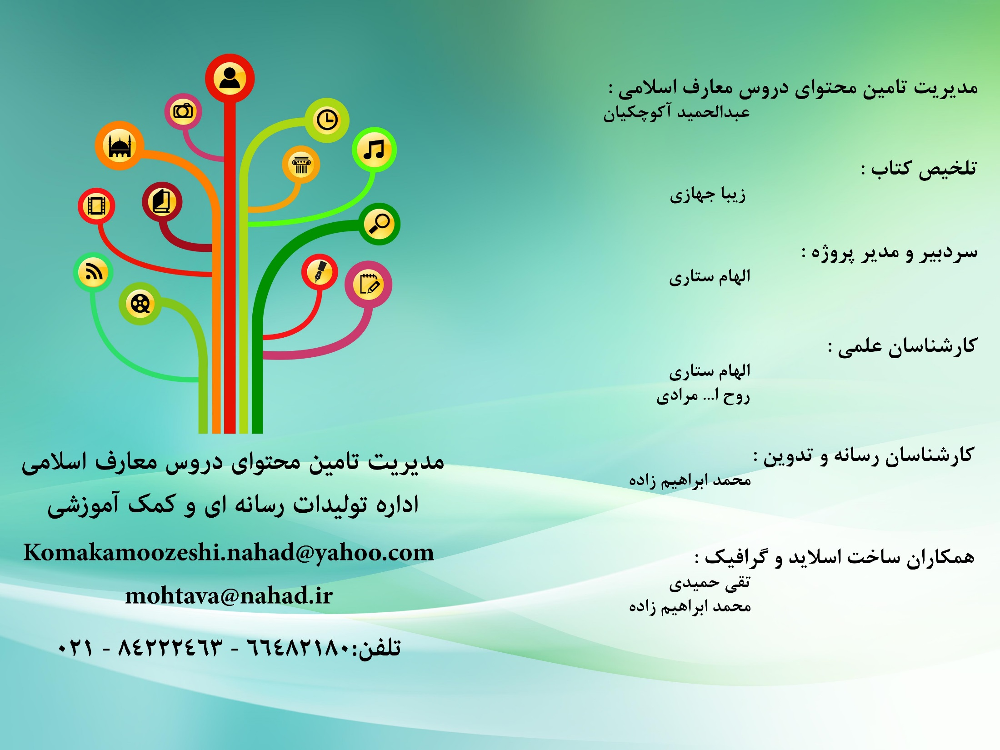 مدیریت تامین محتوای دروس معارف اسلامی :
عبدالحمید آکوچکیان
تلخیص کتاب :
زیبا جهازی
سردبیر و مدیر پروژه :
الهام ستاری
کارشناسان علمی :
الهام ستاری
روح ا... مرادی
کارشناسان رسانه و تدوین :
محمد ابراهیم زاده
همکاران ساخت اسلاید و گرافیک :
تقی حمیدی
محمد ابراهیم زاده
مدیریت تامین محتوای دروس معارف اسلامی
اداره تولیدات رسانه ای و کمک آموزشی
Komakamoozeshi.nahad@yahoo.com
mohtava@nahad.ir
تلفن:٦٦٤٨٢١٨٠ - ٨٤٢٢٢٤٦٣ - ٠٢١